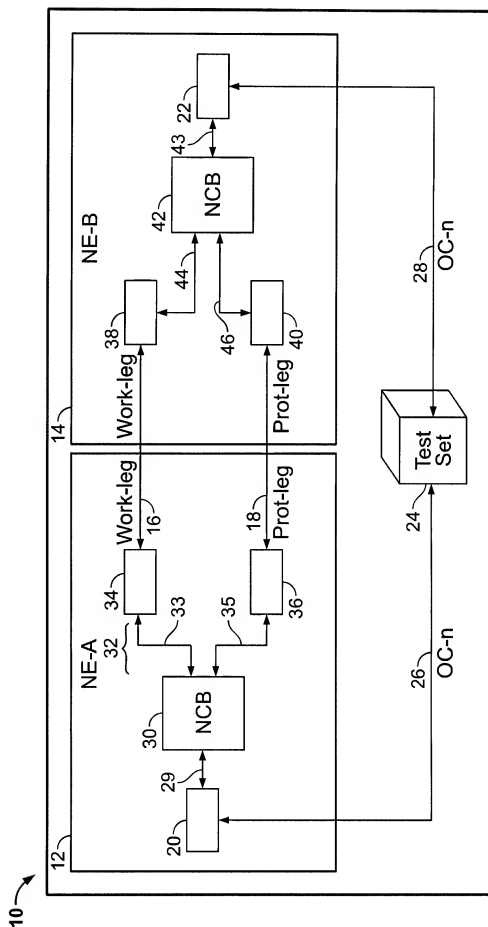 10
12
NE-A
32
34
Work-leg
16
33
30
NCB
29
20
35
18
Prot-leg
36
14
NE-B
Work-leg
38
44
42
NCB
43
22
46
Prot-leg
40
26
OC-n
24
Test
Set
28
OC-n